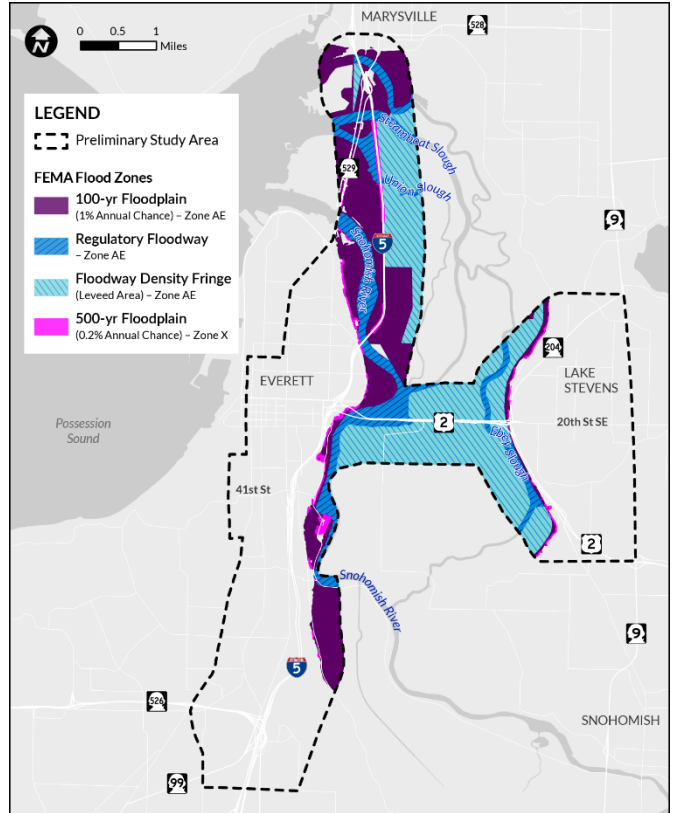 MARYSVILLE
528
N
0 0.5 1
Miles
LEGEND
Preliminary Study Area
FEMA Flood Zones
100-yr Floodplain
(1% Annual Chance) – Zone AE
Regulatory Floodway
– Zone AE
Floodway Density Fringe
(Leveed Area) – Zone AE
500-yr Floodplain
(0.2% Annual Chance) – Zone X
Steamboat Slough
529
Union Slough
9
Snohomish River
5
204
EVERETT
LAKE
STEVENS
Possession
Sound
2
20th St SE
Ebey Slough
41st St
2
Snohomish River
9
5
526
SNOHOMISH
99